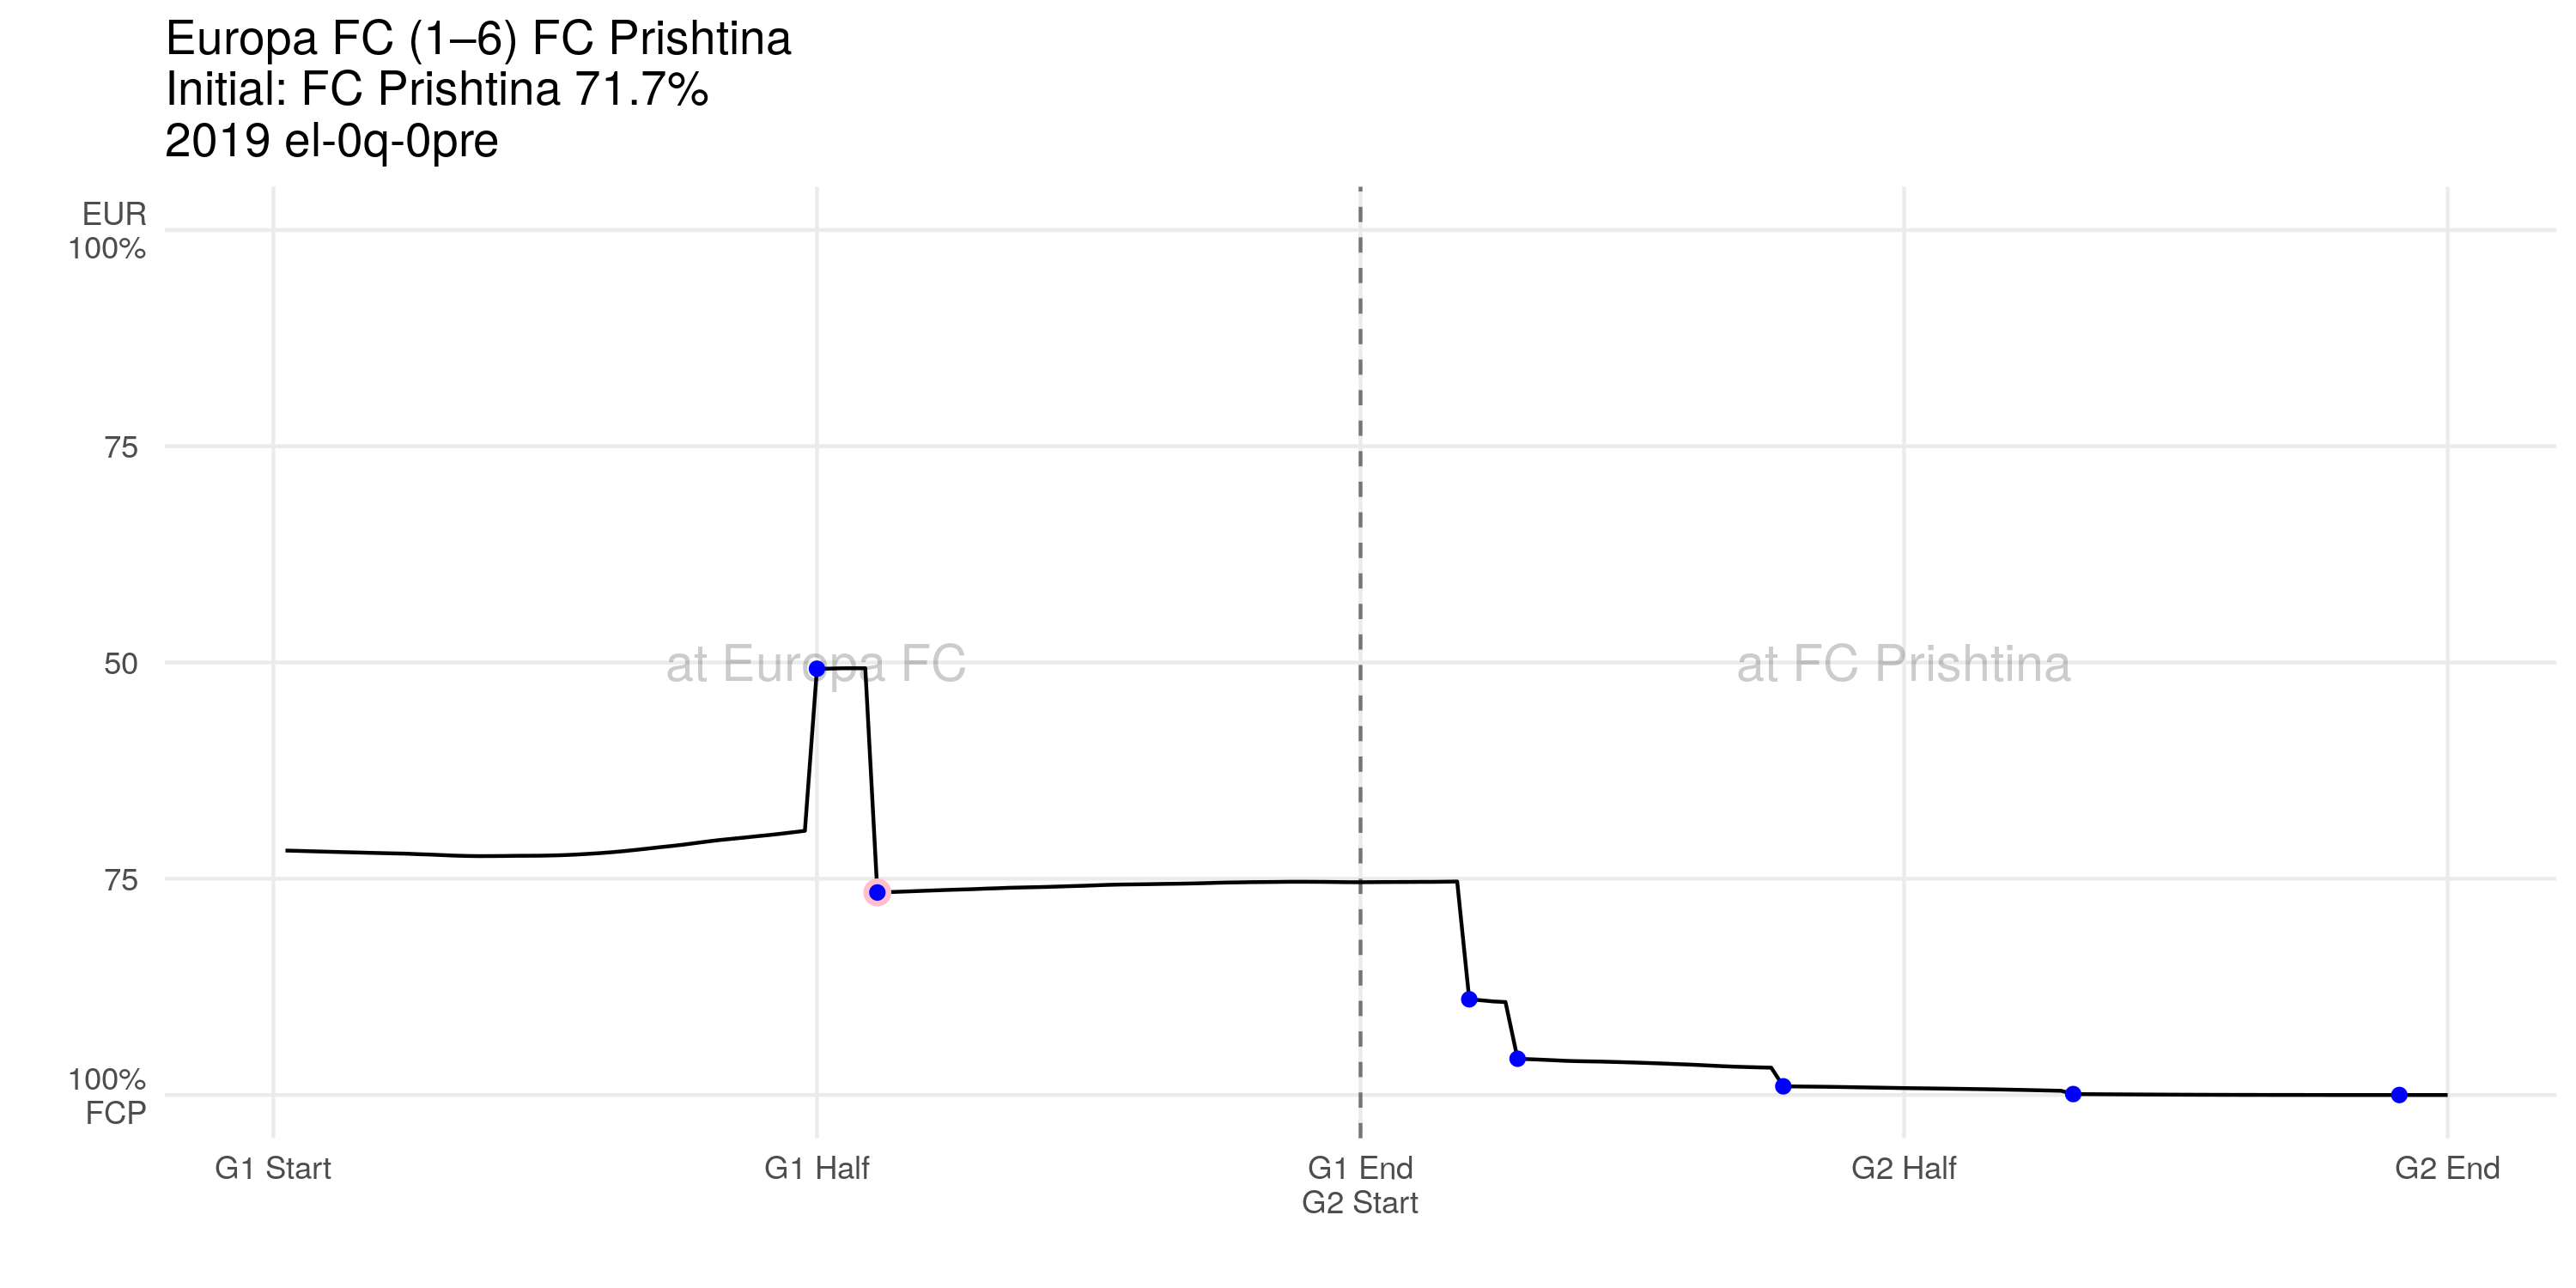 Europa FC (1–6) FC Prishtina
Initial: FC Prishtina 71.7%
2019 el-0q-0pre
EUR
100%
75
50
75
100%
FCP
at Europa FC
at FC Prishtina
G1 Start
G1 Half
G1 End
G2 Start
G2 Half
G2 End